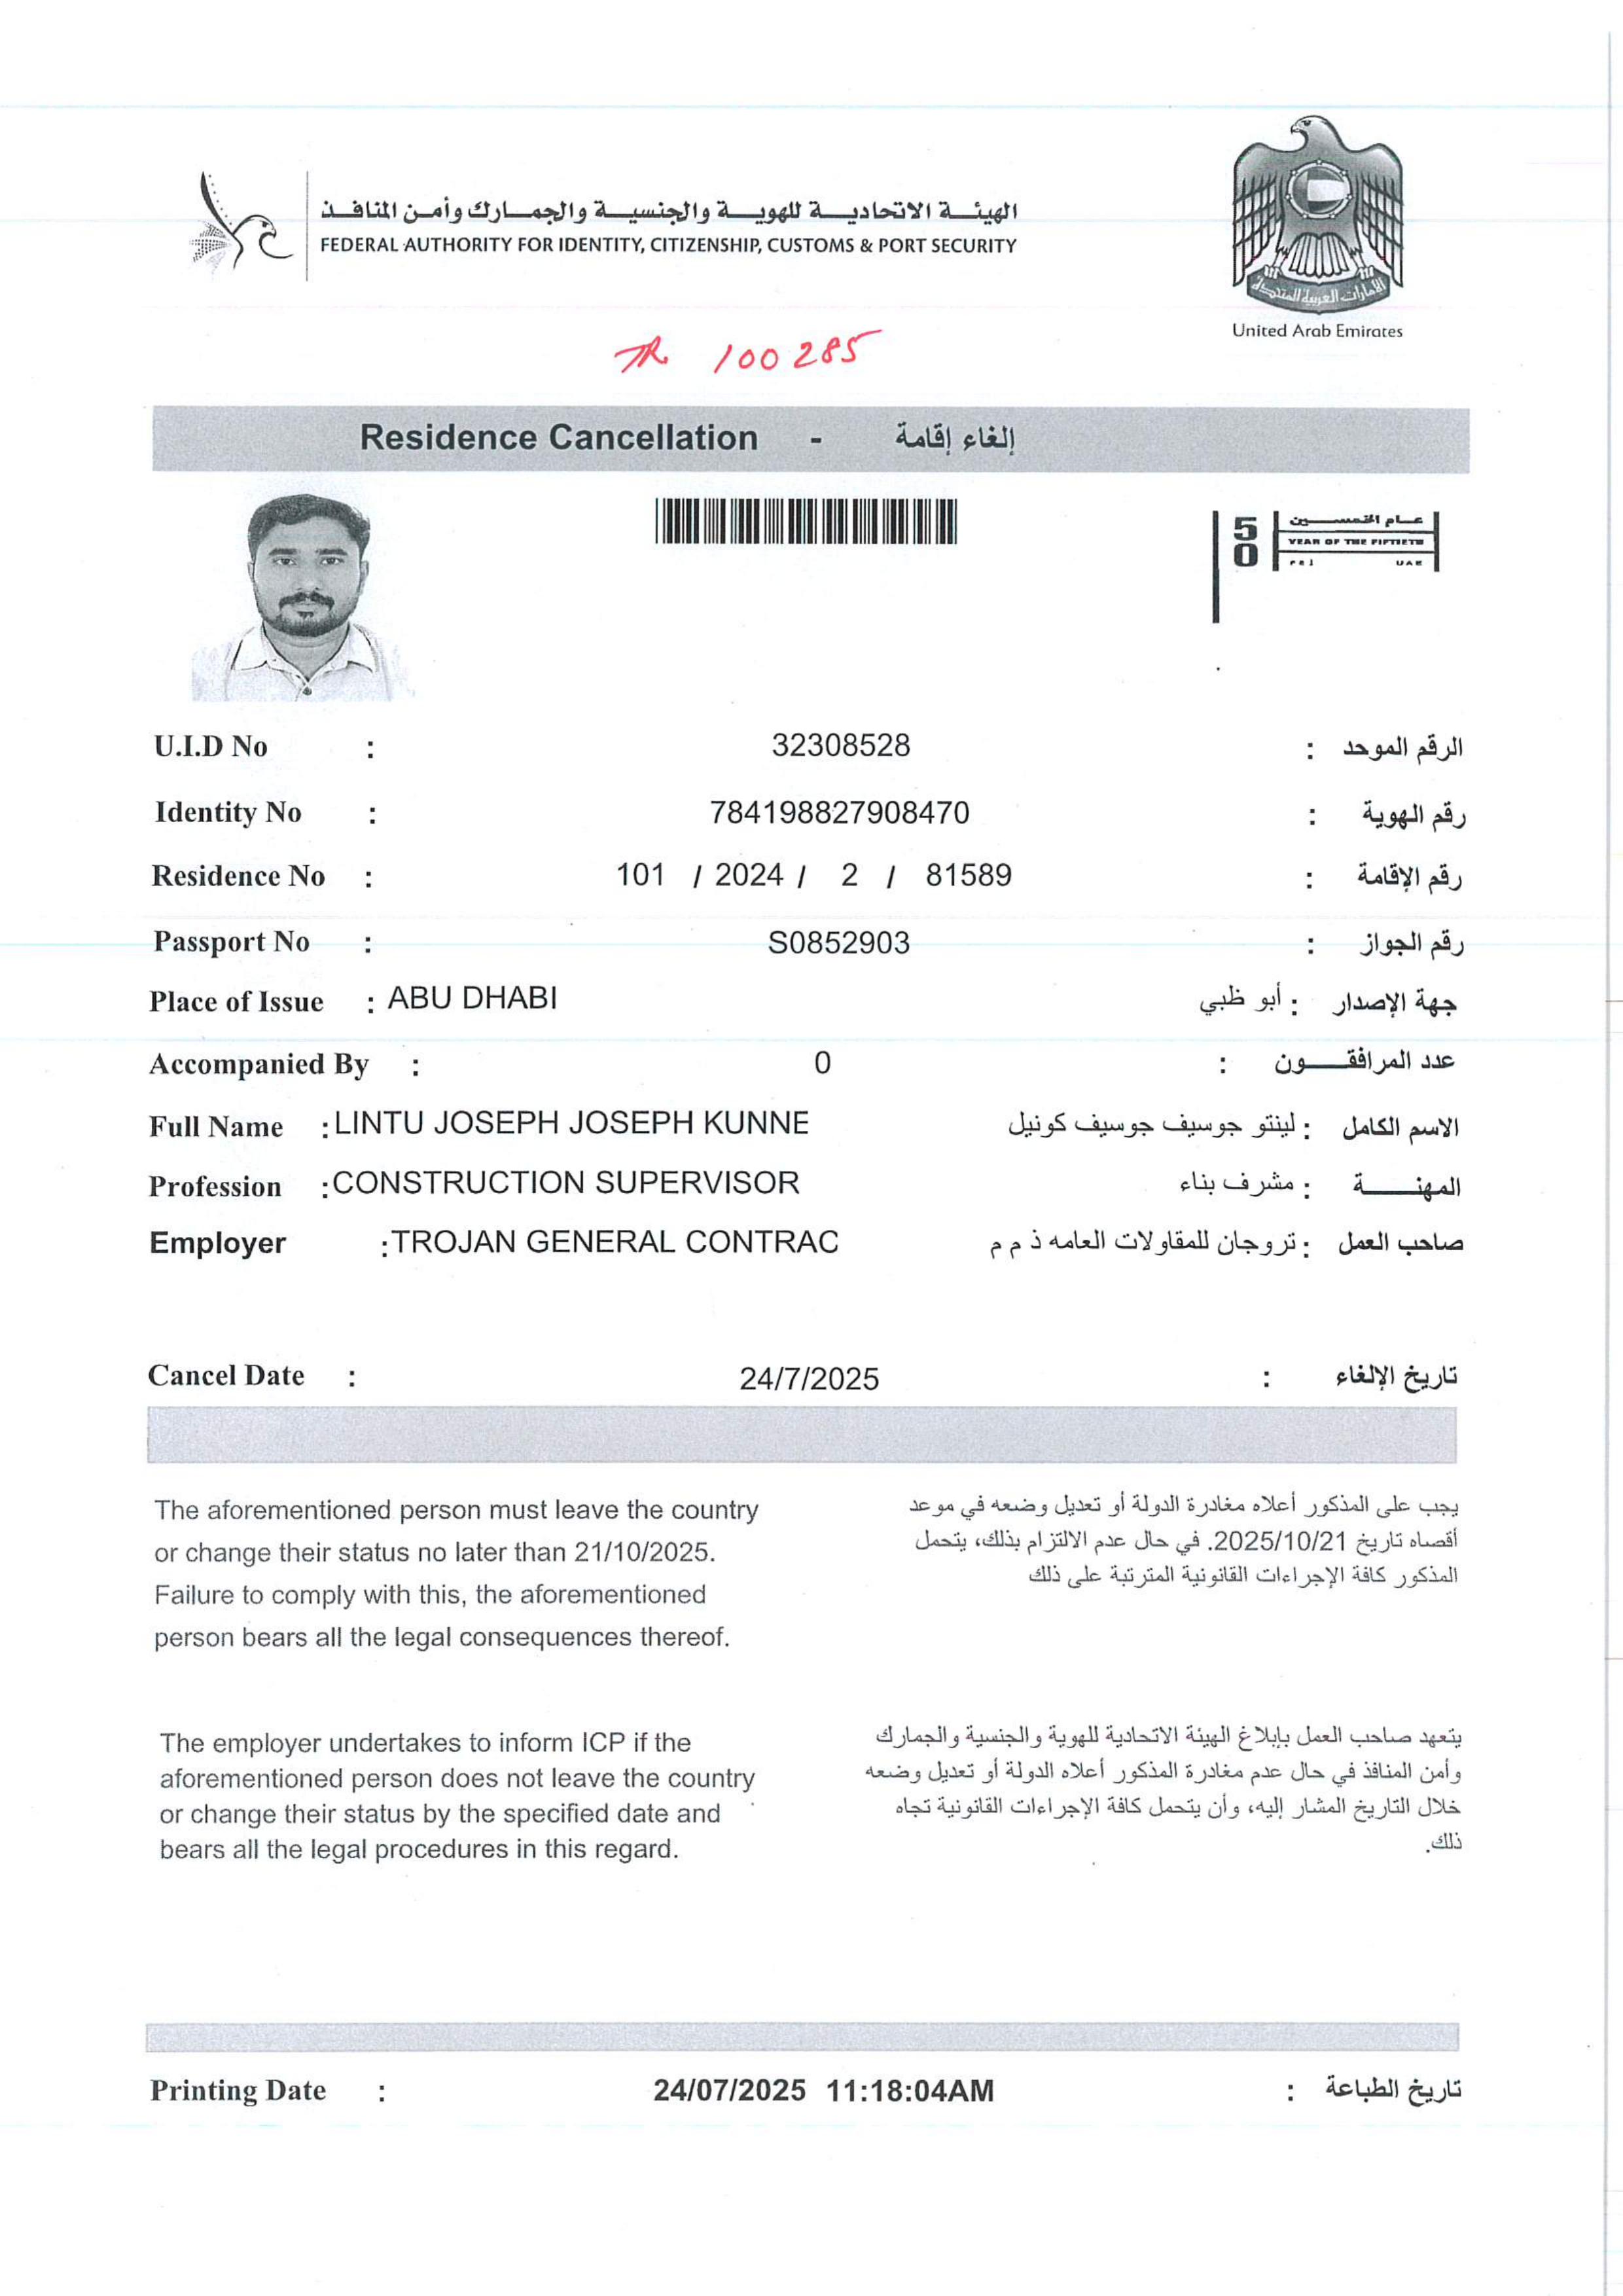 الهيئة الاتحادية للهوية والجنسية والجمارك وأمن المنافذ
FEDERAL AUTHORITY FOR IDENTITY, CITIZENSHIP, CUSTOMS & PORT SECURITY
الإمارات العربية المتحدة
United Arab Emirates
TR 100285
Residence Cancellation - إلغاء إقامة
50 عام الخمسين
YEAR OF THE FIFTIETH
UAE
U.I.D No : 32308528 : الرقم الموحد
Identity No : 784198827908470 : رقم الهوية
Residence No : 101 / 2024 / 2 / 81589 : رقم الإقامة
Passport No : S0852903 : رقم الجواز
Place of Issue : ABU DHABI أبو ظبي : جهة الإصدار
Accompanied By : 0 : عدد المرافقون
Full Name : LINTU JOSEPH JOSEPH KUNNE لينتو جوسيف جوسيف كونيل : الاسم الكامل
Profession : CONSTRUCTION SUPERVISOR مشرف بناء : المهنة
Employer : TROJAN GENERAL CONTRAC تروجان للمقاولات العامه ذ م م : صاحب العمل
Cancel Date : 24/7/2025 : تاريخ الإلغاء
The aforementioned person must leave the country
or change their status no later than 21/10/2025.
Failure to comply with this, the aforementioned
person bears all the legal consequences thereof.
يجب على المذكور أعلاه مغادرة الدولة أو تعديل وضعه في موعد
أقصاه تاريخ 2025/10/21. في حال عدم الالتزام بذلك، يتحمل
المذكور كافة الإجراءات القانونية المترتبة على ذلك
The employer undertakes to inform ICP if the
aforementioned person does not leave the country
or change their status by the specified date and
bears all the legal procedures in this regard.
يتعهد صاحب العمل بإبلاغ الهيئة الاتحادية للهوية والجنسية والجمارك
وأمن المنافذ في حال عدم مغادرة المذكور أعلاه الدولة أو تعديل وضعه
خلال التاريخ المشار إليه، وأن يتحمل كافة الإجراءات القانونية تجاه
ذلك.
Printing Date : 24/07/2025 11:18:04AM : تاريخ الطباعة